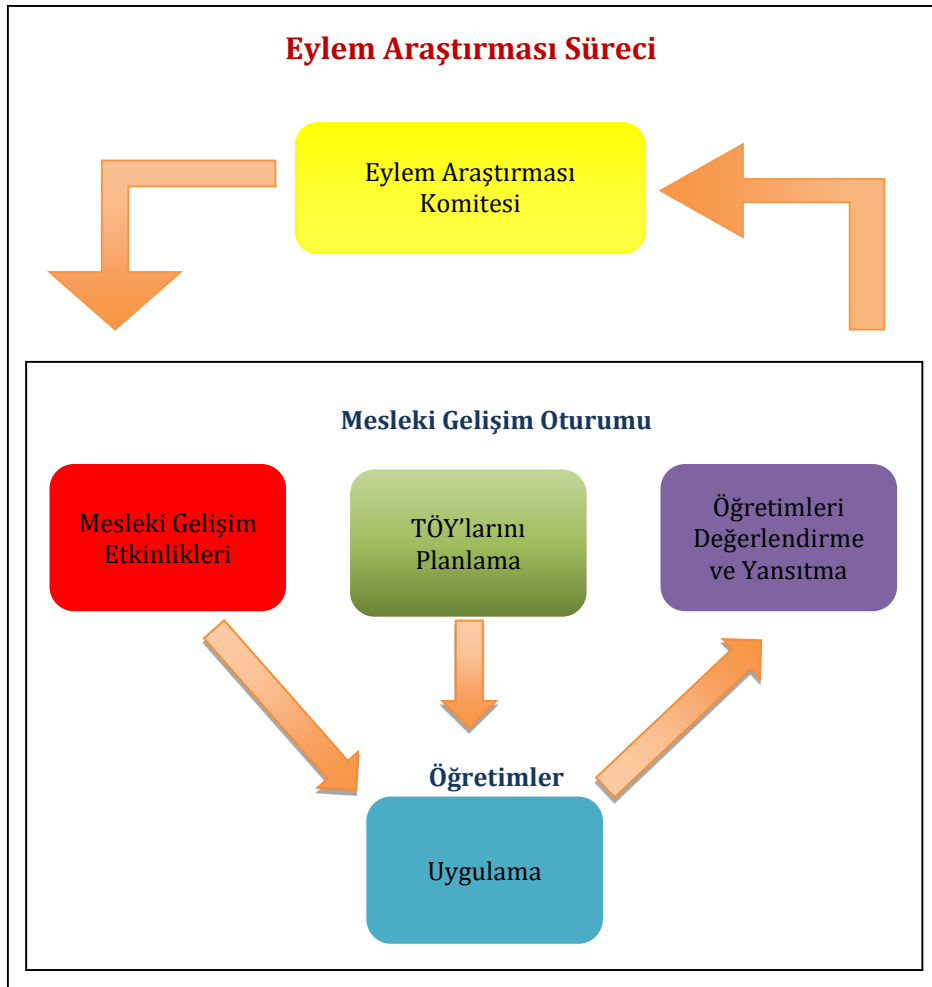 Eylem Araştırması Süreci
Eylem Araştırması
Komitesi
Mesleki Gelişim Oturumu
Mesleki Gelişim
Etkinlikleri
TÖY’larını
Planlama
Öğretimleri
Değerlendirme
ve Yansıtma
Öğretimler
Uygulama